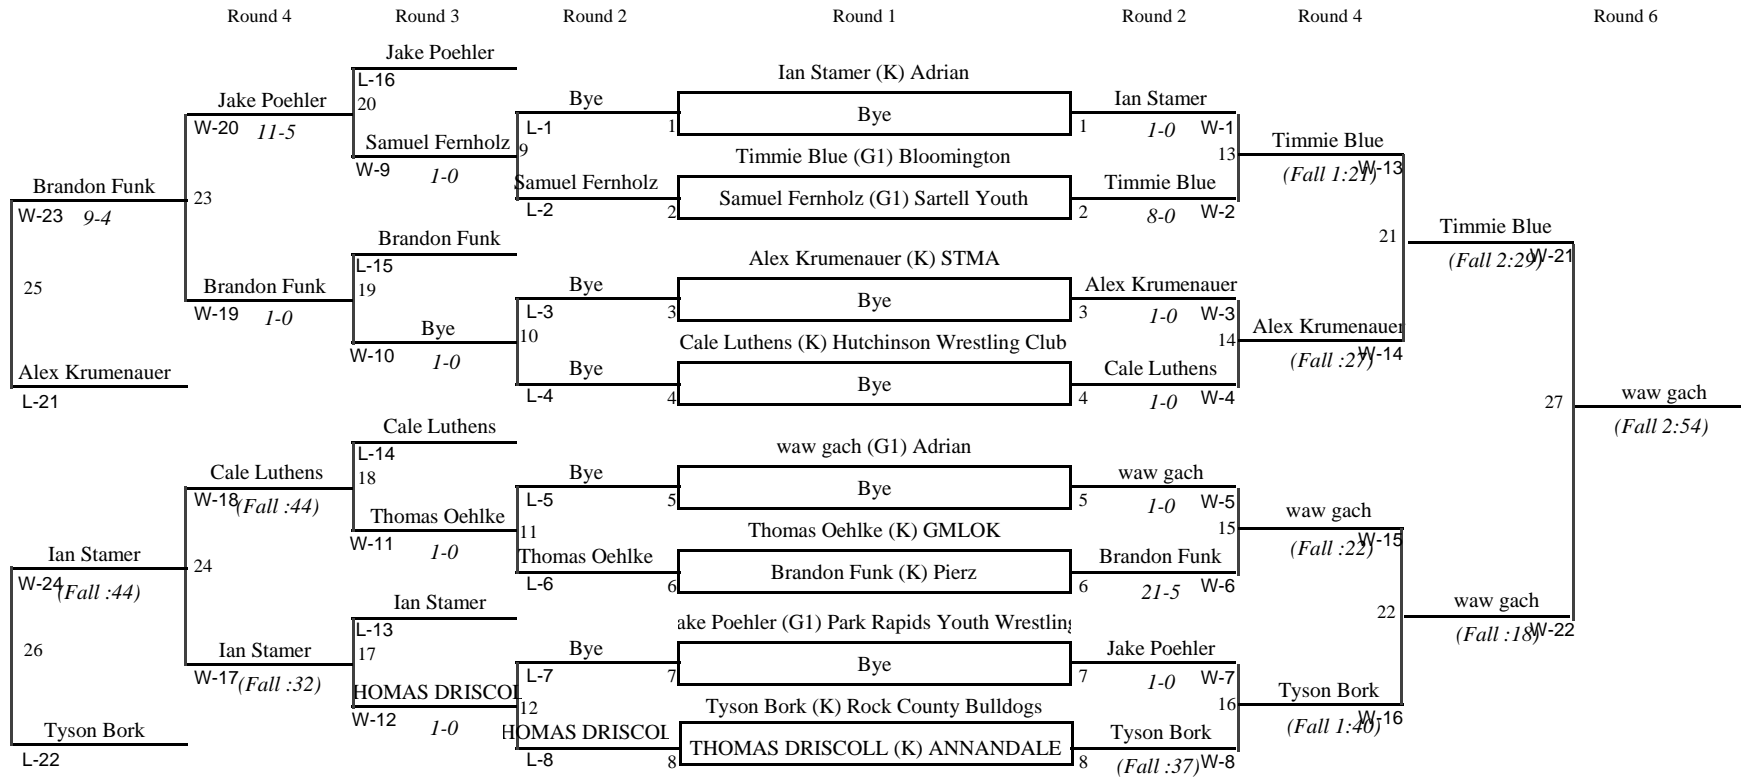 Round 4 Round 3 Round 2 Round 1 Round 2 Round 4 Round 6
Jake Poehler
L-16
20
Ian Stamer (K) Adrian
Jake Poehler
W-20 11-5
Bye
L-1
1
Bye
1
Ian Stamer
1-0 W-1
Samuel Fernholz
W-9 1-0
9
Timmie Blue (G1) Bloomington
13
Timmie Blue
(Fall 1:21) W-13
Brandon Funk
W-23 9-4
23
Samuel Fernholz
L-2
2
Samuel Fernholz (G1) Sartell Youth
2
Timmie Blue
8-0 W-2
Brandon Funk
L-15
19
Alex Krumenauer (K) STMA
21
Timmie Blue
(Fall 2:29) W-21
25
Brandon Funk
W-19 1-0
Bye
L-3
3
Bye
3
Alex Krumenauer
1-0 W-3
Bye
W-10 1-0
10
Cale Luthens (K) Hutchinson Wrestling Club
14
Alex Krumenauer
(Fall :27) W-14
Alex Krumenauer
L-21
Bye
L-4
4
Bye
4
Cale Luthens
1-0 W-4
27
waw gach
(Fall 2:54)
Cale Luthens
L-14
18
waw gach (G1) Adrian
Cale Luthens
W-18 (Fall :44)
Bye
L-5
5
Bye
5
waw gach
1-0 W-5
Thomas Oehlke
W-11 1-0
11
Thomas Oehlke (K) GMLOK
15
waw gach
(Fall :22) W-15
Ian Stamer
W-24 (Fall :44)
24
Thomas Oehlke
L-6
6
Brandon Funk (K) Pierz
6
Brandon Funk
21-5 W-6
Ian Stamer
L-13
17
ake Poehler (G1) Park Rapids Youth Wrestling
22
waw gach
(Fall :18) W-22
26
Ian Stamer
W-17 (Fall :32)
Bye
L-7
7
Bye
7
Jake Poehler
1-0 W-7
HOMAS DRISCOL
W-12 1-0
12
Tyson Bork (K) Rock County Bulldogs
16
Tyson Bork
(Fall 1:40) W-16
Tyson Bork
L-22
HOMAS DRISCOL
L-8
8
THOMAS DRISCOLL (K) ANNANDALE
8
Tyson Bork
(Fall :37) W-8